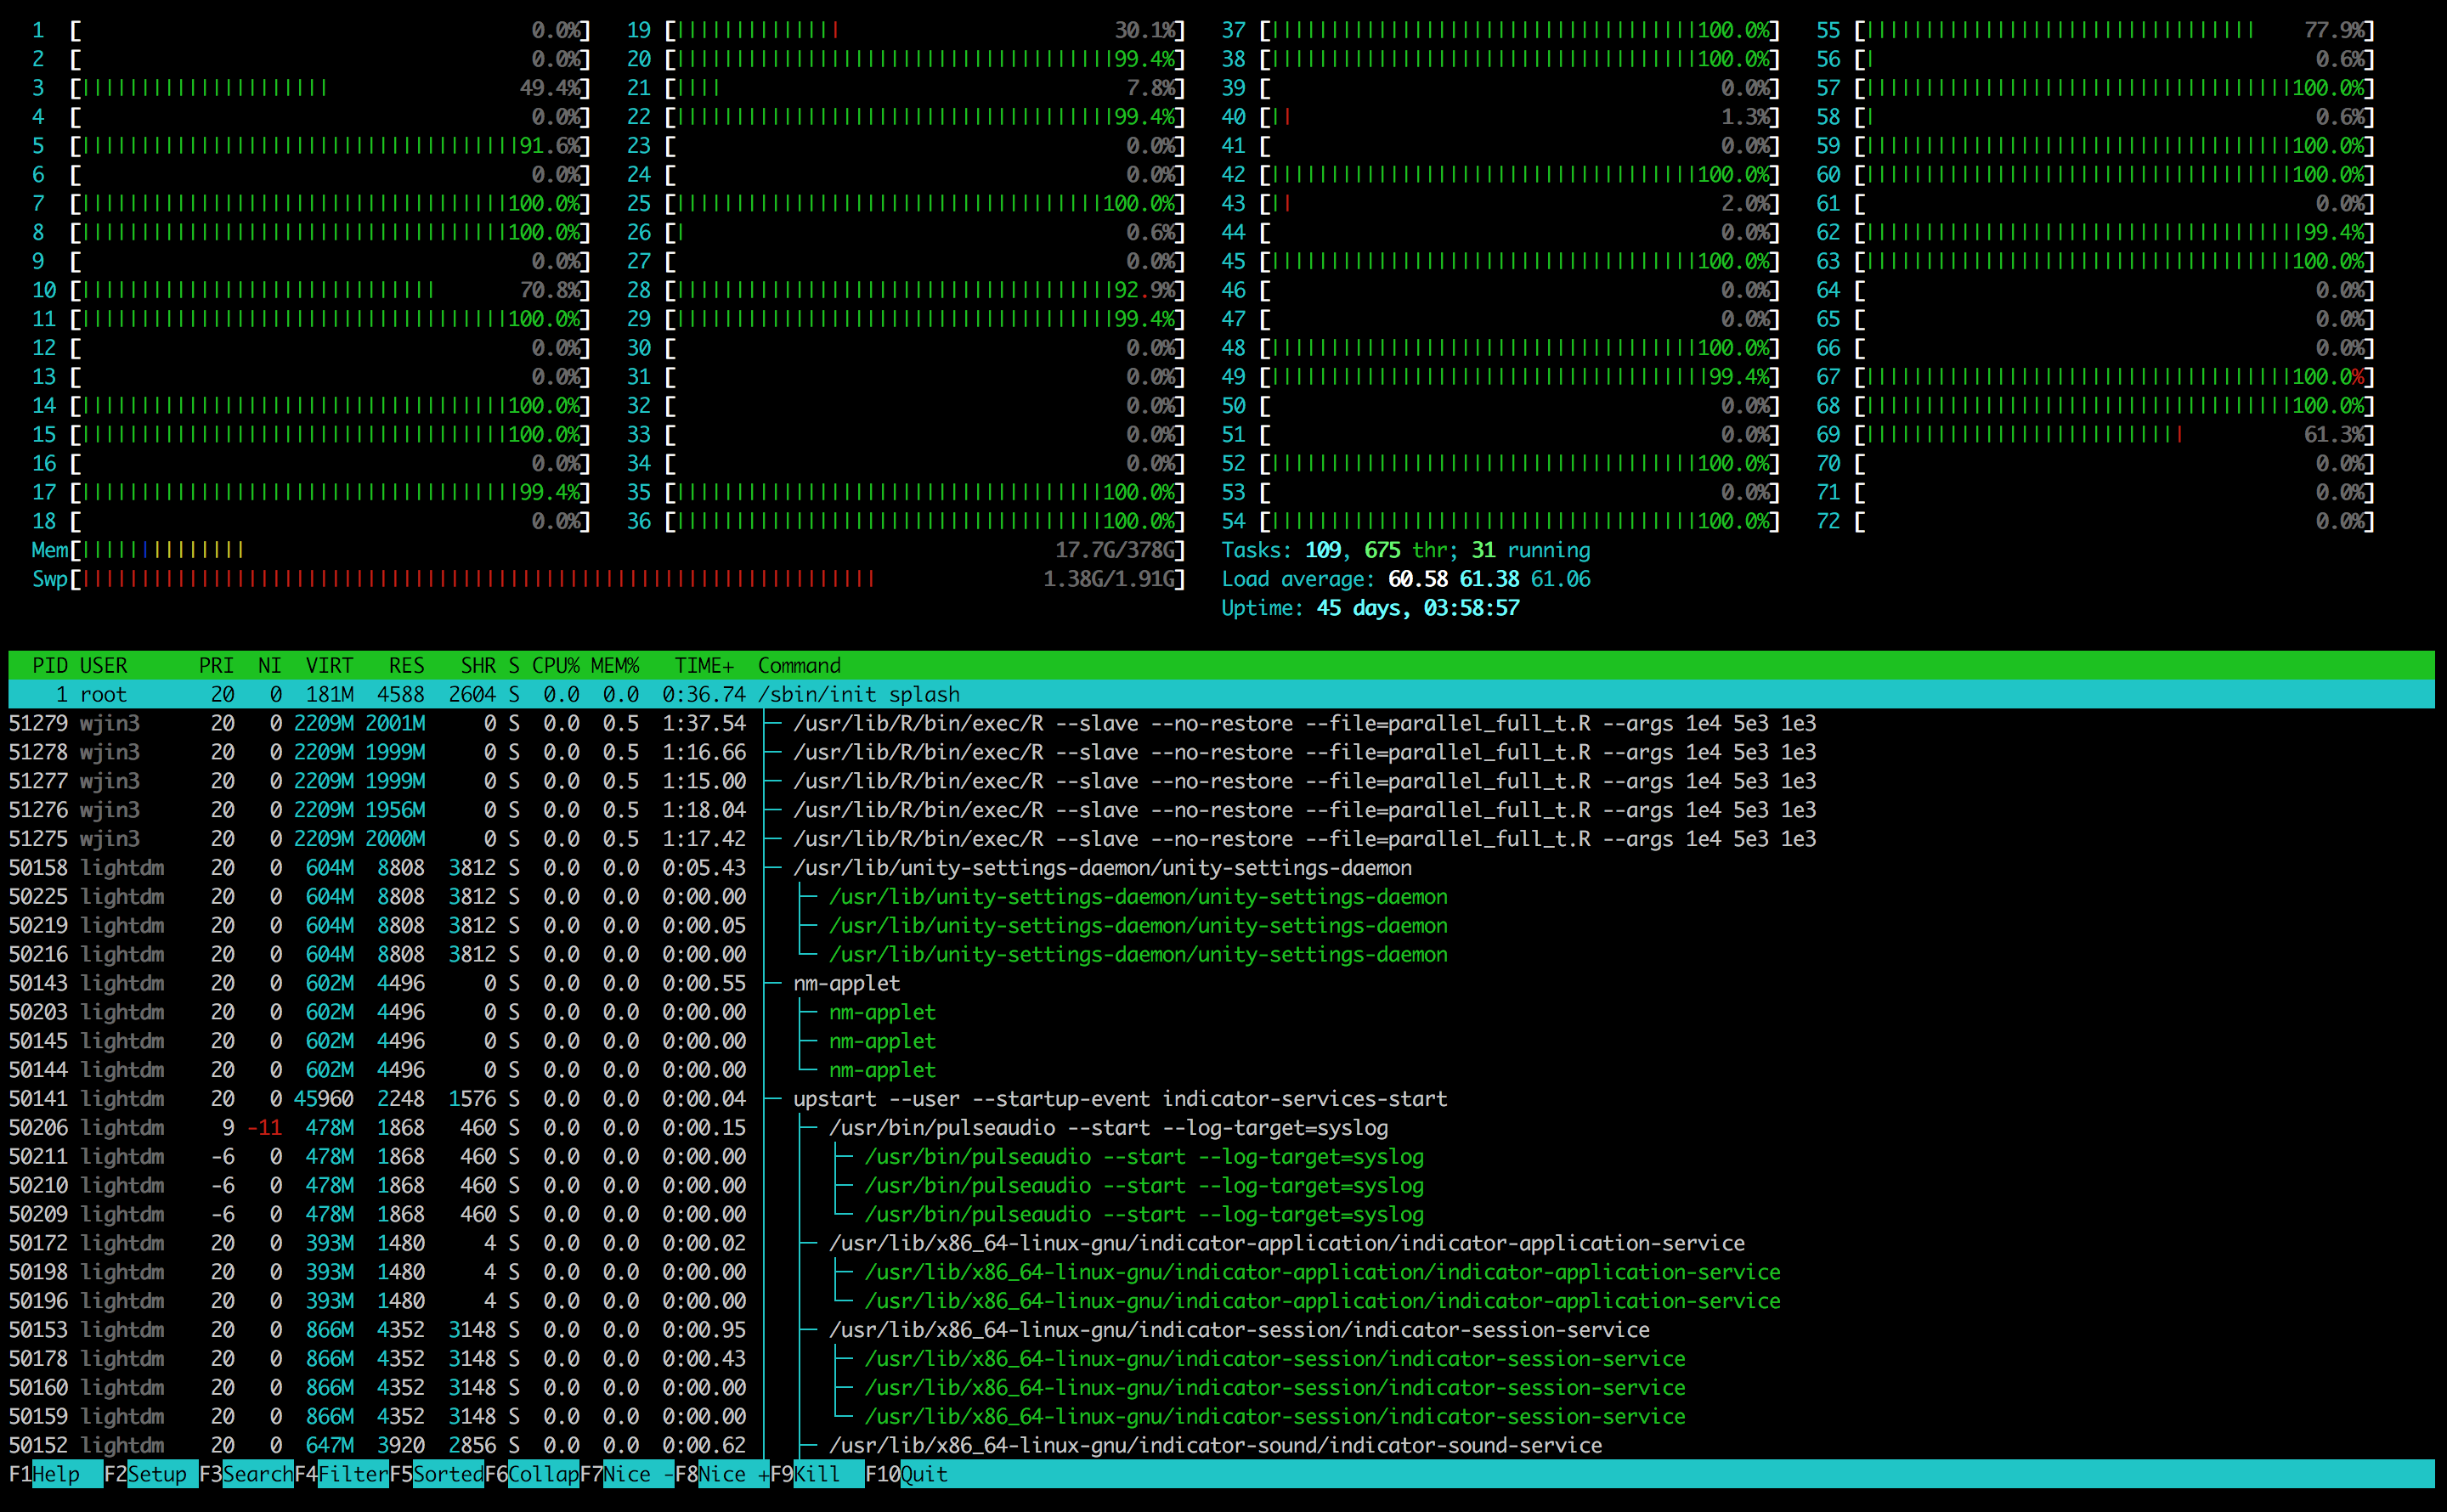 1 [ 0.0%] 19 [ 30.1%] 37 [ 100.0%] 55 [ 77.9%]
2 [ 0.0%] 20 [ 99.4%] 38 [ 100.0%] 56 [ 0.6%]
3 [ 49.4%] 21 [ 7.8%] 39 [ 0.0%] 57 [ 100.0%]
4 [ 0.0%] 22 [ 99.4%] 40 [ 1.3%] 58 [ 0.6%]
5 [ 91.6%] 23 [ 0.0%] 41 [ 0.0%] 59 [ 100.0%]
6 [ 0.0%] 24 [ 0.0%] 42 [ 100.0%] 60 [ 100.0%]
7 [ 100.0%] 25 [ 100.0%] 43 [ 2.0%] 61 [ 0.0%]
8 [ 100.0%] 26 [ 0.6%] 44 [ 0.0%] 62 [ 99.4%]
9 [ 0.0%] 27 [ 0.0%] 45 [ 100.0%] 63 [ 100.0%]
10 [ 70.8%] 28 [ 92.9%] 46 [ 0.0%] 64 [ 0.0%]
11 [ 100.0%] 29 [ 99.4%] 47 [ 0.0%] 65 [ 0.0%]
12 [ 0.0%] 30 [ 0.0%] 48 [ 100.0%] 66 [ 0.0%]
13 [ 0.0%] 31 [ 0.0%] 49 [ 99.4%] 67 [ 100.0%]
14 [ 100.0%] 32 [ 0.0%] 50 [ 0.0%] 68 [ 100.0%]
15 [ 100.0%] 33 [ 0.0%] 51 [ 0.0%] 69 [ 61.3%]
16 [ 0.0%] 34 [ 0.0%] 52 [ 100.0%] 70 [ 0.0%]
17 [ 99.4%] 35 [ 100.0%] 53 [ 0.0%] 71 [ 0.0%]
18 [ 0.0%] 36 [ 100.0%] 54 [ 100.0%] 72 [ 0.0%]
Mem[ 17.7G/378G] Tasks: 109, 675 thr; 31 running
Swp[ 1.38G/1.91G] Load average: 60.58 61.38 61.06
Uptime: 45 days, 03:58:57
PID USER PRI NI VIRT RES SHR S CPU% MEM% TIME+ Command
1 root 20 0 181M 4588 2604 S 0.0 0.0 0:36.74 /sbin/init splash
51279 wjin3 20 0 2209M 2001M 0 S 0.0 0.5 1:37.54 /usr/lib/R/bin/exec/R --slave --no-restore --file=parallel_full_t.R --args 1e4 5e3 1e3
51278 wjin3 20 0 2209M 1999M 0 S 0.0 0.5 1:16.66 /usr/lib/R/bin/exec/R --slave --no-restore --file=parallel_full_t.R --args 1e4 5e3 1e3
51277 wjin3 20 0 2209M 1999M 0 S 0.0 0.5 1:15.00 /usr/lib/R/bin/exec/R --slave --no-restore --file=parallel_full_t.R --args 1e4 5e3 1e3
51276 wjin3 20 0 2209M 1956M 0 S 0.0 0.5 1:18.04 /usr/lib/R/bin/exec/R --slave --no-restore --file=parallel_full_t.R --args 1e4 5e3 1e3
51275 wjin3 20 0 2209M 2000M 0 S 0.0 0.5 1:17.42 /usr/lib/R/bin/exec/R --slave --no-restore --file=parallel_full_t.R --args 1e4 5e3 1e3
50158 lightdm 20 0 604M 8808 3812 S 0.0 0.0 0:05.43 /usr/lib/unity-settings-daemon/unity-settings-daemon
50225 lightdm 20 0 604M 8808 3812 S 0.0 0.0 0:00.00 /usr/lib/unity-settings-daemon/unity-settings-daemon
50219 lightdm 20 0 604M 8808 3812 S 0.0 0.0 0:00.05 /usr/lib/unity-settings-daemon/unity-settings-daemon
50216 lightdm 20 0 604M 8808 3812 S 0.0 0.0 0:00.00 /usr/lib/unity-settings-daemon/unity-settings-daemon
50143 lightdm 20 0 602M 4496 0 S 0.0 0.0 0:00.55 nm-applet
50203 lightdm 20 0 602M 4496 0 S 0.0 0.0 0:00.00 nm-applet
50145 lightdm 20 0 602M 4496 0 S 0.0 0.0 0:00.00 nm-applet
50144 lightdm 20 0 602M 4496 0 S 0.0 0.0 0:00.00 nm-applet
50141 lightdm 20 0 45960 2248 1576 S 0.0 0.0 0:00.04 upstart --user --startup-event indicator-services-start
50206 lightdm 9 -11 478M 1868 460 S 0.0 0.0 0:00.15 /usr/bin/pulseaudio --start --log-target=syslog
50211 lightdm -6 0 478M 1868 460 S 0.0 0.0 0:00.00 /usr/bin/pulseaudio --start --log-target=syslog
50210 lightdm -6 0 478M 1868 460 S 0.0 0.0 0:00.00 /usr/bin/pulseaudio --start --log-target=syslog
50209 lightdm -6 0 478M 1868 460 S 0.0 0.0 0:00.00 /usr/bin/pulseaudio --start --log-target=syslog
50172 lightdm 20 0 393M 1480 4 S 0.0 0.0 0:00.02 /usr/lib/x86_64-linux-gnu/indicator-application/indicator-application-service
50198 lightdm 20 0 393M 1480 4 S 0.0 0.0 0:00.00 /usr/lib/x86_64-linux-gnu/indicator-application/indicator-application-service
50196 lightdm 20 0 393M 1480 4 S 0.0 0.0 0:00.00 /usr/lib/x86_64-linux-gnu/indicator-application/indicator-application-service
50153 lightdm 20 0 866M 4352 3148 S 0.0 0.0 0:00.95 /usr/lib/x86_64-linux-gnu/indicator-session/indicator-session-service
50178 lightdm 20 0 866M 4352 3148 S 0.0 0.0 0:00.43 /usr/lib/x86_64-linux-gnu/indicator-session/indicator-session-service
50160 lightdm 20 0 866M 4352 3148 S 0.0 0.0 0:00.00 /usr/lib/x86_64-linux-gnu/indicator-session/indicator-session-service
50159 lightdm 20 0 866M 4352 3148 S 0.0 0.0 0:00.00 /usr/lib/x86_64-linux-gnu/indicator-session/indicator-session-service
50152 lightdm 20 0 647M 3920 2856 S 0.0 0.0 0:00.62 /usr/lib/x86_64-linux-gnu/indicator-sound/indicator-sound-service
F1Help F2Setup F3SearchF4FilterF5SortedF6CollapF7Nice -F8Nice +F9Kill F10Quit